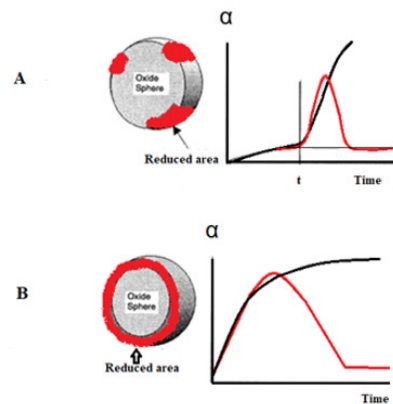 α
A
Oxide
Sphere
Reduced area
t
Time
α
B
Oxide
Sphere
Reduced area
Time